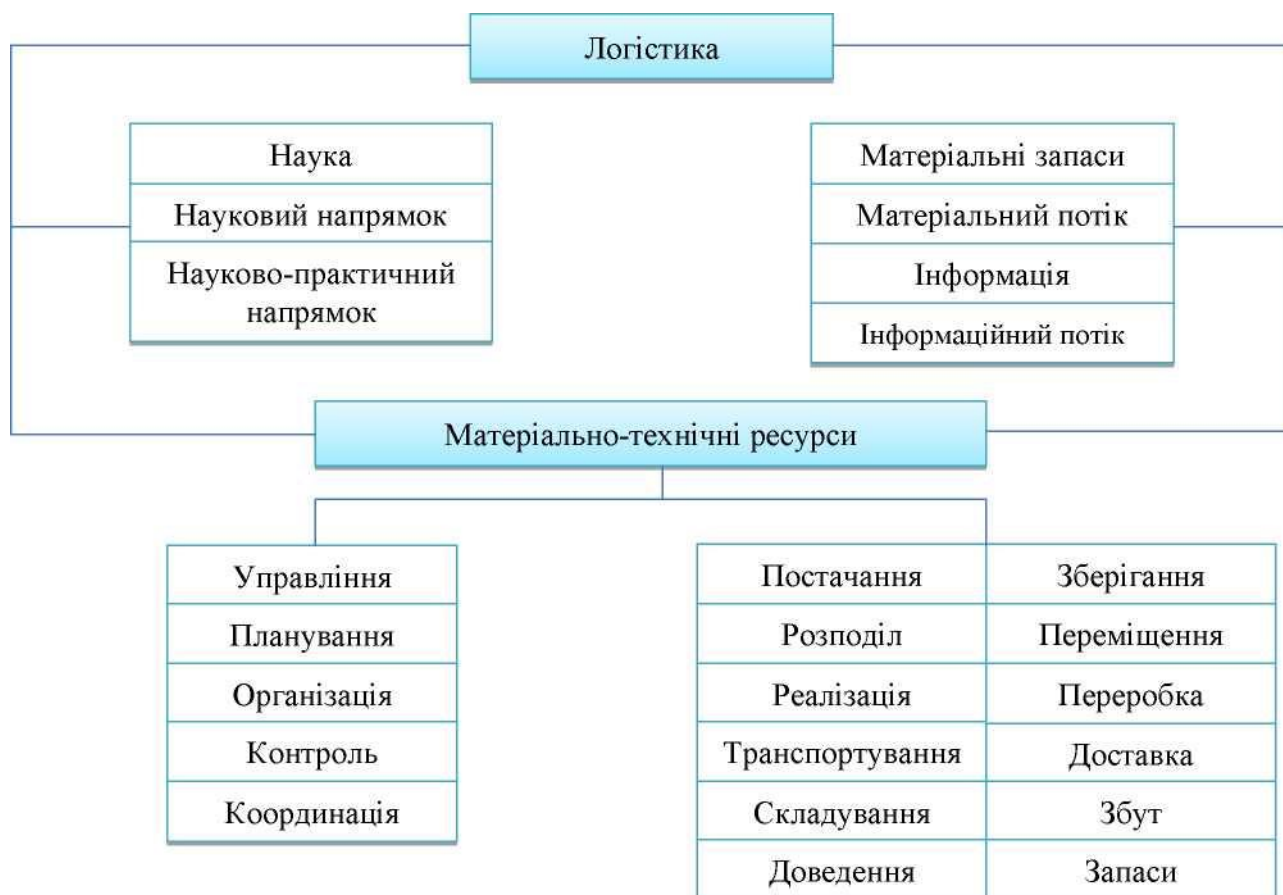 Логістика
Наука
Науковий напрямок
Науково-практичний
напрямок
Матеріальні запаси
Матеріальний потік
Інформація
Інформаційний потік
Матеріально-технічні ресурси
Управління
Планування
Організація
Контроль
Координація
Постачання
Зберігання
Розподіл
Переміщення
Реалізація
Переробка
Транспортування
Доставка
Складування
Збут
Доведення
Запаси